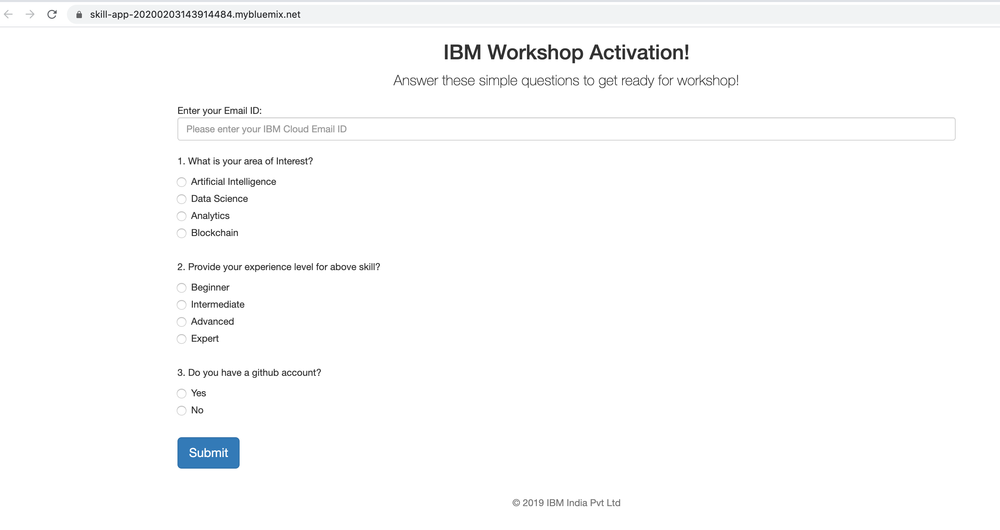 skill-app-20200203143914484.mybluemix.net
IBM Workshop Activation!
Answer these simple questions to get ready for workshop!
Enter your Email ID:
Please enter your IBM Cloud Email ID
1. What is your area of Interest?
Artificial Intelligence
Data Science
Analytics
Blockchain
2. Provide your experience level for above skill?
Beginner
Intermediate
Advanced
Expert
3. Do you have a github account?
Yes
No
Submit
© 2019 IBM India Pvt Ltd